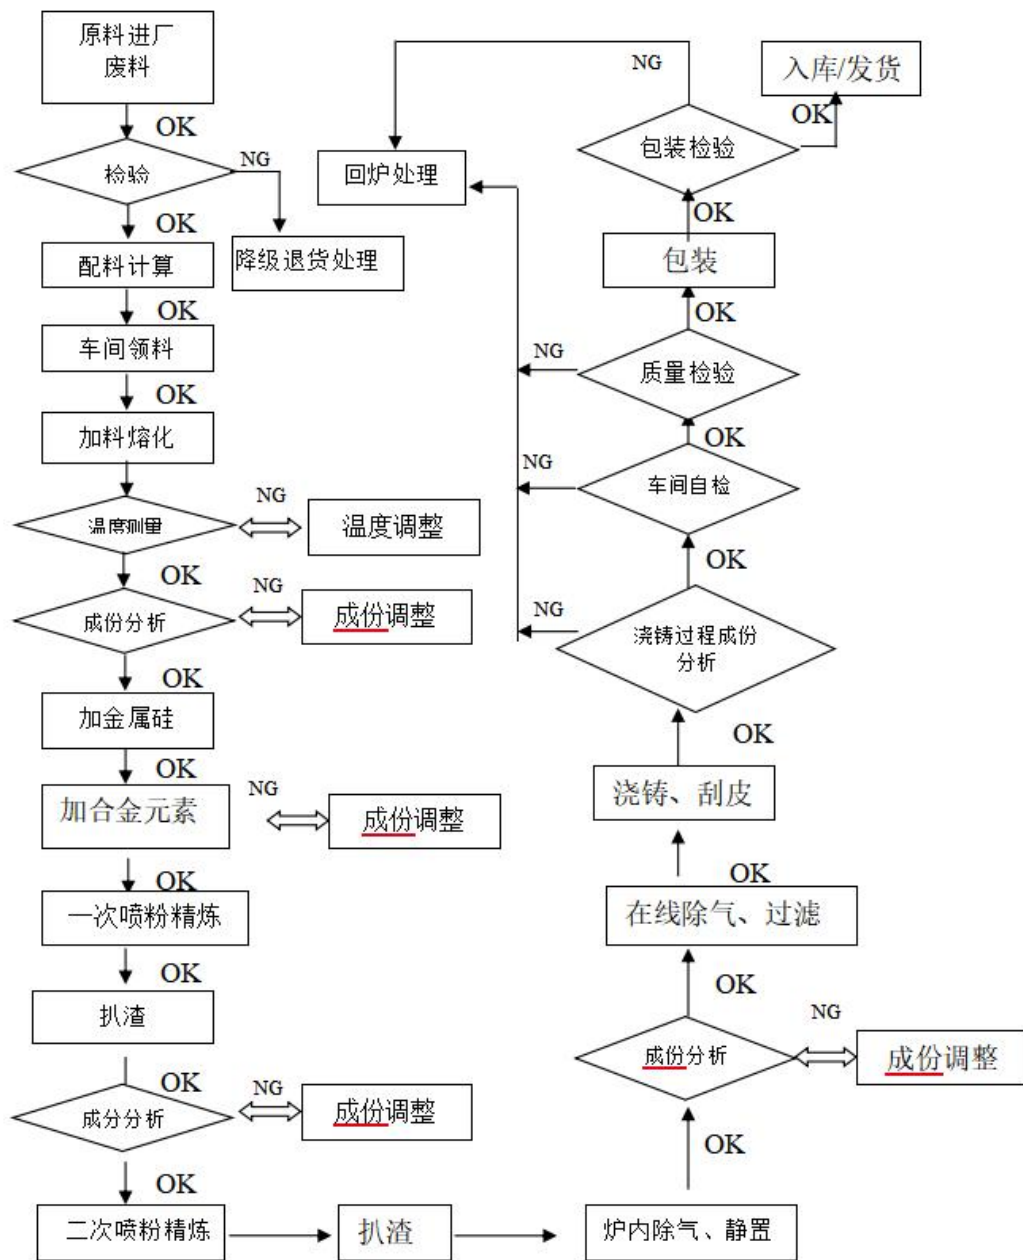 原料进厂
废料
OK
检验
NG
OK
配料计算
降级退货处理
OK
车间领料
OK
加料熔化
温度测量
NG
温度调整
OK
成份分析
NG
成份调整
OK
加金属硅
OK
加合金元素
NG
成份调整
OK
一次喷粉精炼
OK
扒渣
OK
成分分析
NG
成份调整
OK
二次喷粉精炼
扒渣
炉内除气、静置
OK
成份分析
NG
成份调整
OK
在线除气、过滤
OK
浇铸、刮皮
OK
浇铸过程成份
分析
NG
OK
车间自检
NG
OK
质量检验
NG
OK
包装
OK
包装检验
NG
回炉处理
OK
入库/发货